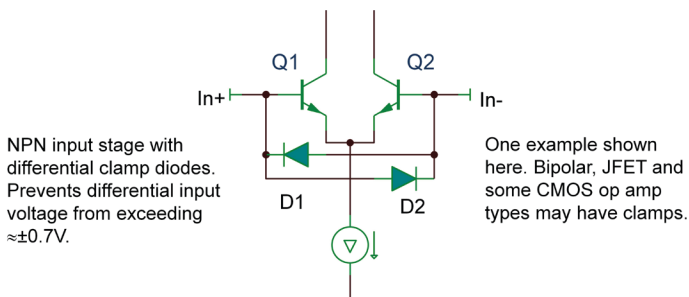 Q1
Q2
In+
In-
NPN input stage with
differential clamp diodes.
Prevents differential input
voltage from exceeding
≈±0.7V.
D1
D2
One example shown
here. Bipolar, JFET and
some CMOS op amp
types may have clamps.